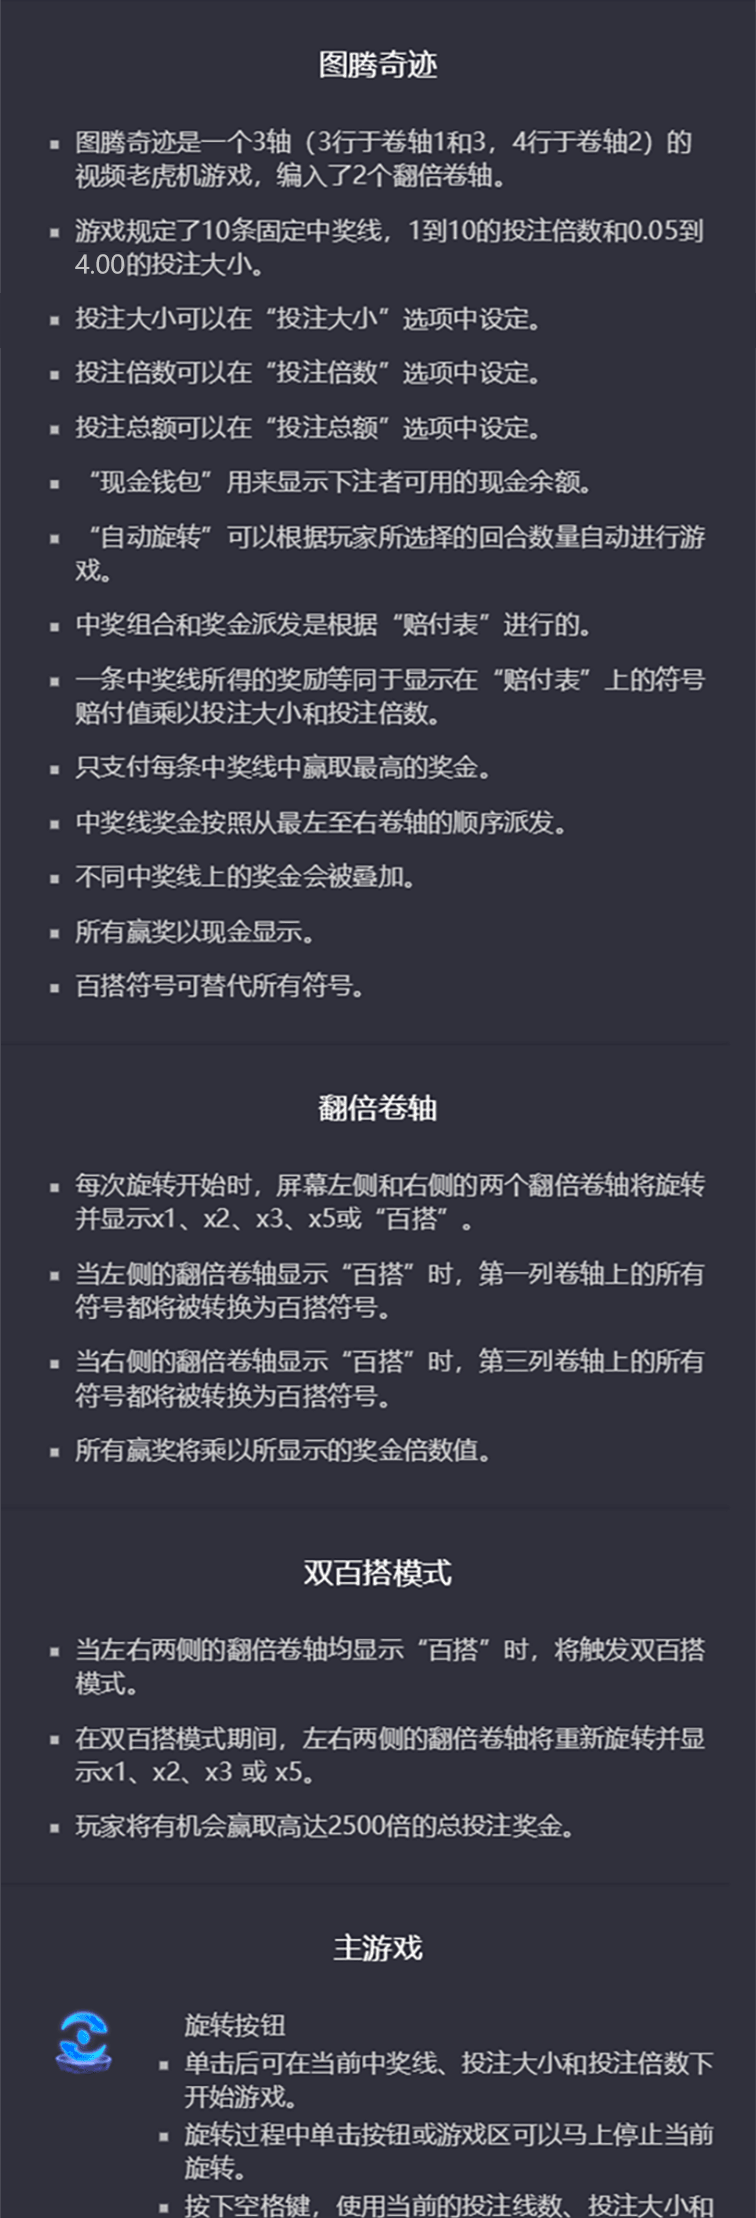 图腾奇迹
图腾奇迹是一个3轴（3行于卷轴1和3，4行于卷轴2）的
视频老虎机游戏，编入了2个翻倍卷轴。
游戏规定了10条固定中奖线，1到10的投注倍数和0.05到
4.00的投注大小。
投注大小可以在“投注大小”选项中设定。
投注倍数可以在“投注倍数”选项中设定。
投注总额可以在“投注总额”选项中设定。
“现金钱包”用来显示下注者可用的现金余额。
“自动旋转”可以根据玩家所选择的回合数量自动进行游
戏。
中奖组合和奖金派发是根据“赔付表”进行的。
一条中奖线所得的奖励等同于显示在“赔付表”上的符号
赔付值乘以投注大小和投注倍数。
只支付每条中奖线中赢取最高的奖金。
中奖线奖金按照从最左至右卷轴的顺序派发。
不同中奖线上的奖金会被叠加。
所有赢奖以现金显示。
百搭符号可替代所有符号。
翻倍卷轴
每次旋转开始时，屏幕左侧和右侧的两个翻倍卷轴将旋转
并显示x1、x2、x3、x5或“百搭”。
当左侧的翻倍卷轴显示“百搭”时，第一列卷轴上的所有
符号都将被转换为百搭符号。
当右侧的翻倍卷轴显示“百搭”时，第三列卷轴上的所有
符号都将被转换为百搭符号。
所有赢奖将乘以所显示的奖金倍数值。
双百搭模式
当左右两侧的翻倍卷轴均显示“百搭”时，将触发双百搭
模式。
在双百搭模式期间，左右两侧的翻倍卷轴将重新旋转并显
示x1、x2、x3 或 x5。
玩家将有机会赢取高达2500倍的总投注奖金。
主游戏
旋转按钮
单击后可在当前中奖线、投注大小和投注倍数下
开始游戏。
旋转过程中单击按钮或游戏区可以马上停止当前
旋转。
按下空格键，使用当前的投注线数、投注大小和